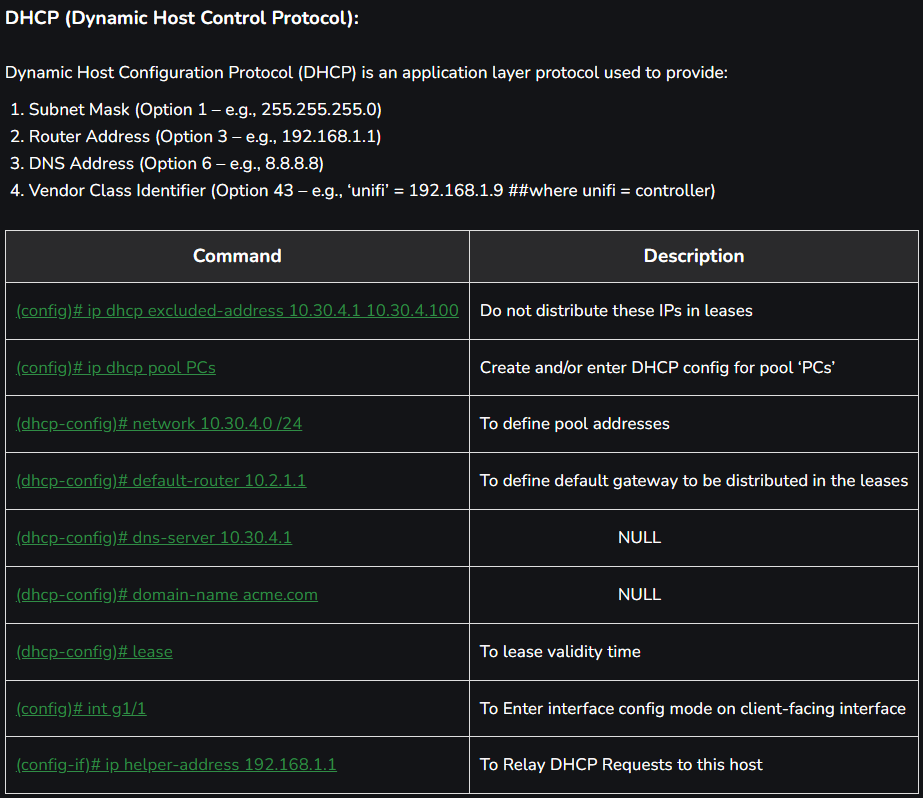 DHCP (Dynamic Host Control Protocol):
Dynamic Host Configuration Protocol (DHCP) is an application layer protocol used to provide:
1. Subnet Mask (Option 1 – e.g., 255.255.255.0)
2. Router Address (Option 3 – e.g., 192.168.1.1)
3. DNS Address (Option 6 – e.g., 8.8.8.8)
4. Vendor Class Identifier (Option 43 – e.g., ‘unifi’ = 192.168.1.9 ##where unifi = controller)
Command Description
(config)# ip dhcp excluded-address 10.30.4.1 10.30.4.100 Do not distribute these IPs in leases
(config)# ip dhcp pool PCs Create and/or enter DHCP config for pool ‘PCs’
(dhcp-config)# network 10.30.4.0 /24 To define pool addresses
(dhcp-config)# default-router 10.2.1.1 To define default gateway to be distributed in the leases
(dhcp-config)# dns-server 10.30.4.1 NULL
(dhcp-config)# domain-name acme.com NULL
(dhcp-config)# lease To lease validity time
(config)# int g1/1 To Enter interface config mode on client-facing interface
(config-if)# ip helper-address 192.168.1.1 To Relay DHCP Requests to this host